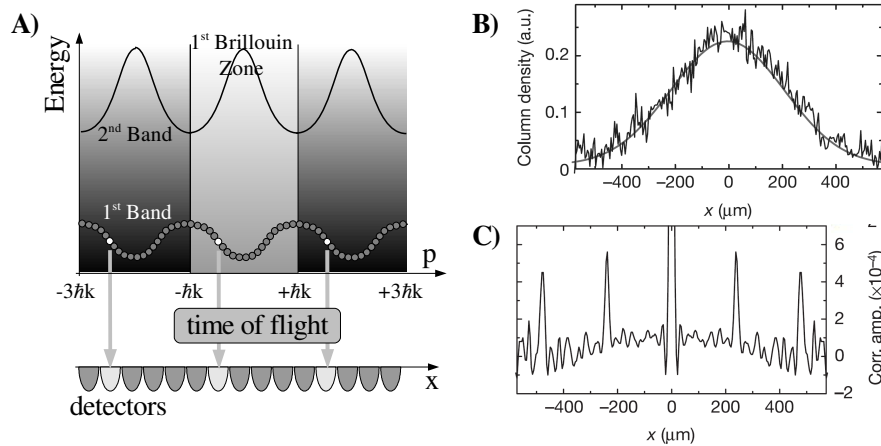 A)
Energy
1st Brillouin
Zone
2nd Band
1st Band
p
-3ħk
-ħk
+ħk
+3ħk
time of flight
x
detectors
B)
Column density (a.u.)
0.2
0.1
0
−400
−200
0
200
400
x (μm)
C)
6
4
2
0
−2
Corr. amp. (×10⁻⁴)
−400
−200
0
200
400
x (μm)